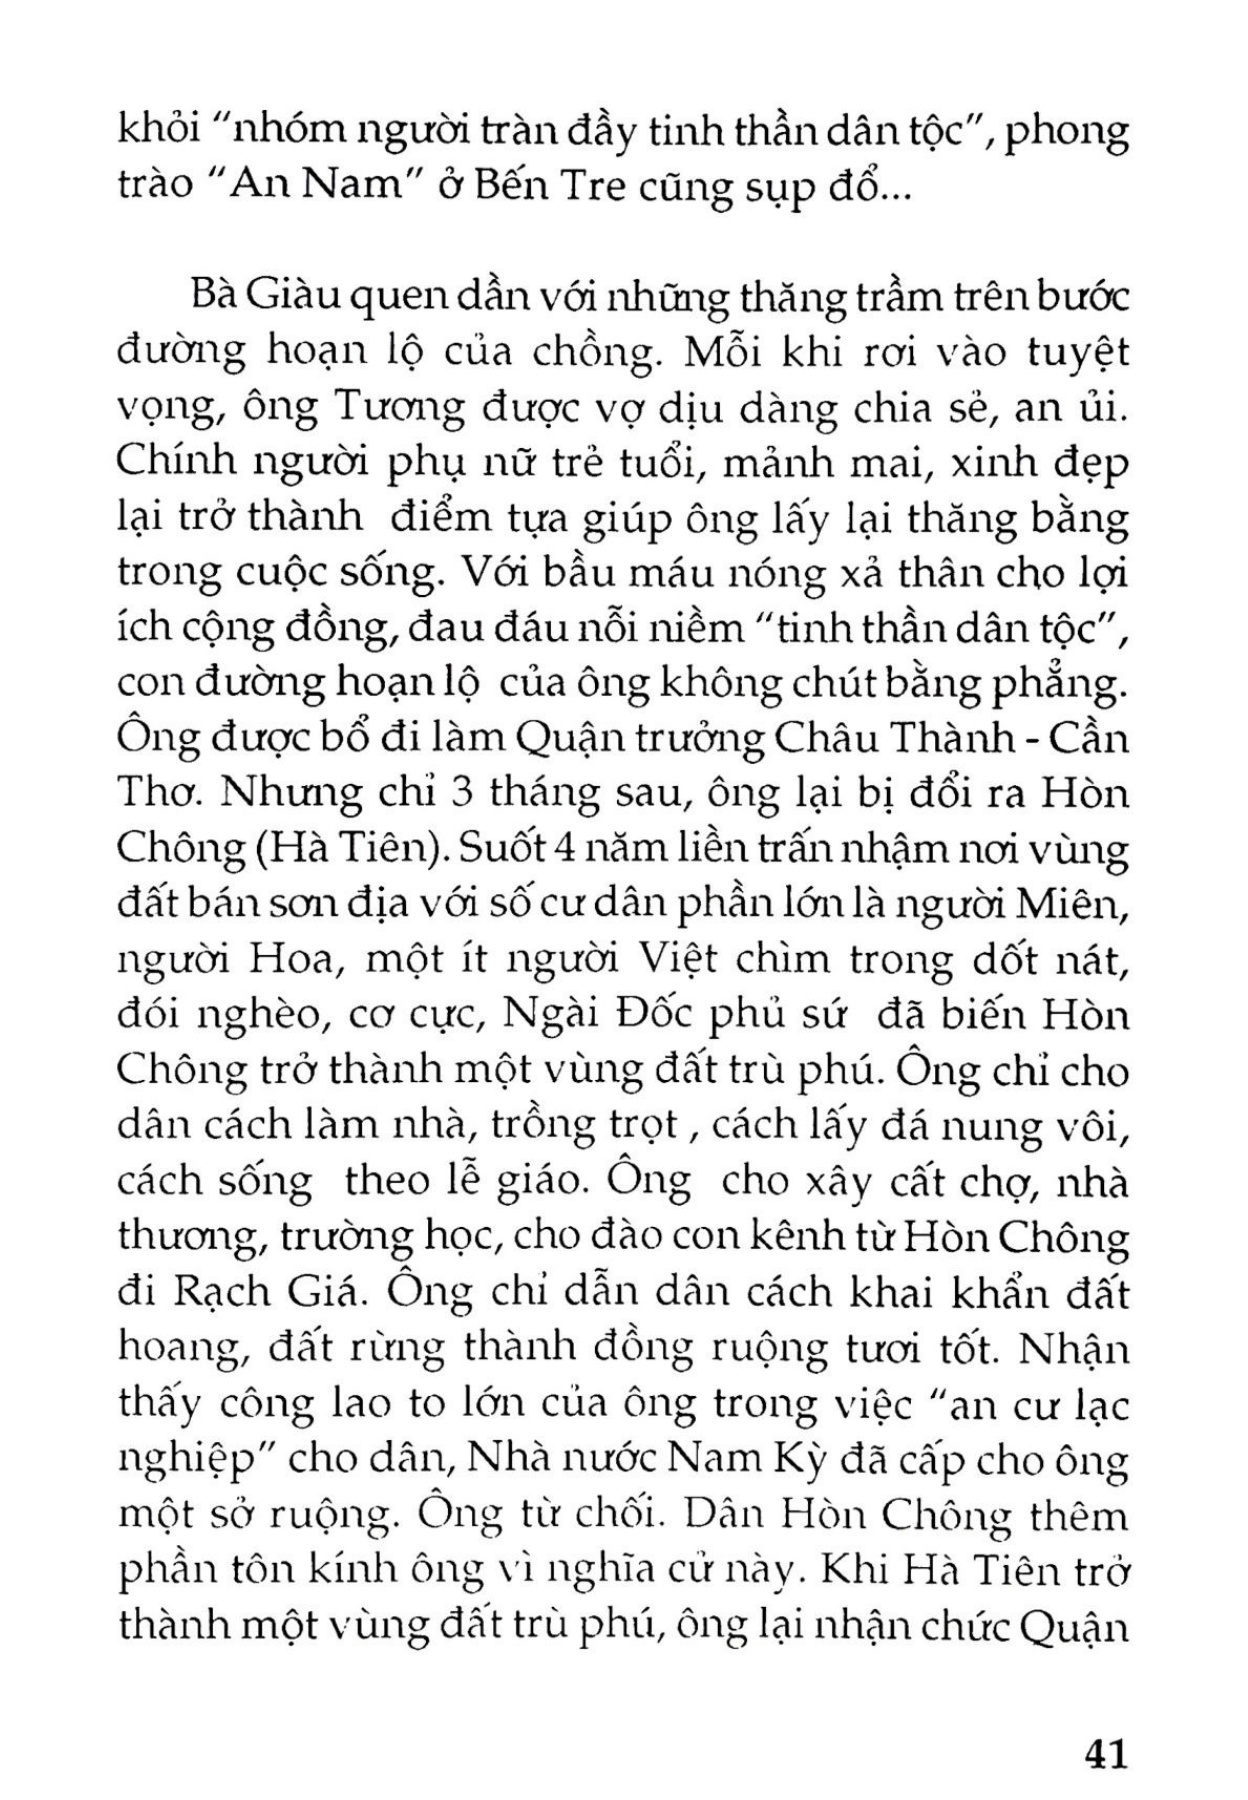 khỏi “nhóm người tràn đầy tinh thần dân tộc”, phong
trào “An Nam” ở Bến Tre cũng sụp đổ...
Bà Giàu quen dần với những thăng trầm trên bước
đường hoạn lộ của chồng. Mỗi khi rơi vào tuyệt
vọng, ông Tương được vợ dịu dàng chia sẻ, an ủi.
Chính người phụ nữ trẻ tuổi, mảnh mai, xinh đẹp
lại trở thành điểm tựa giúp ông lấy lại thăng bằng
trong cuộc sống. Với bầu máu nóng xả thân cho lợi
ích cộng đồng, đau đáu nỗi niềm “tinh thần dân tộc”,
con đường hoạn lộ của ông không chút bằng phẳng.
Ông được bổ đi làm Quận trưởng Châu Thành - Cần
Thơ. Nhưng chỉ 3 tháng sau, ông lại bị đổi ra Hòn
Chông (Hà Tiên). Suốt 4 năm liền trấn nhậm nơi vùng
đất bán sơn địa với số cư dân phần lớn là người Miên,
người Hoa, một ít người Việt chìm trong dốt nát,
đói nghèo, cơ cực, Ngài Đốc phủ sứ đã biến Hòn
Chông trở thành một vùng đất trù phú. Ông chỉ cho
dân cách làm nhà, trồng trọt , cách lấy đá nung vôi,
cách sống theo lễ giáo. Ông cho xây cất chợ, nhà
thương, trường học, cho đào con kênh từ Hòn Chông
đi Rạch Giá. Ông chỉ dẫn dân cách khai khẩn đất
hoang, đất rừng thành đồng ruộng tươi tốt. Nhận
thấy công lao to lớn của ông trong việc “an cư lạc
nghiệp” cho dân, Nhà nước Nam Kỳ đã cấp cho ông
một sở ruộng. Ông từ chối. Dân Hòn Chông thêm
phần tôn kính ông vì nghĩa cử này. Khi Hà Tiên trở
thành một vùng đất trù phú, ông lại nhận chức Quận
41